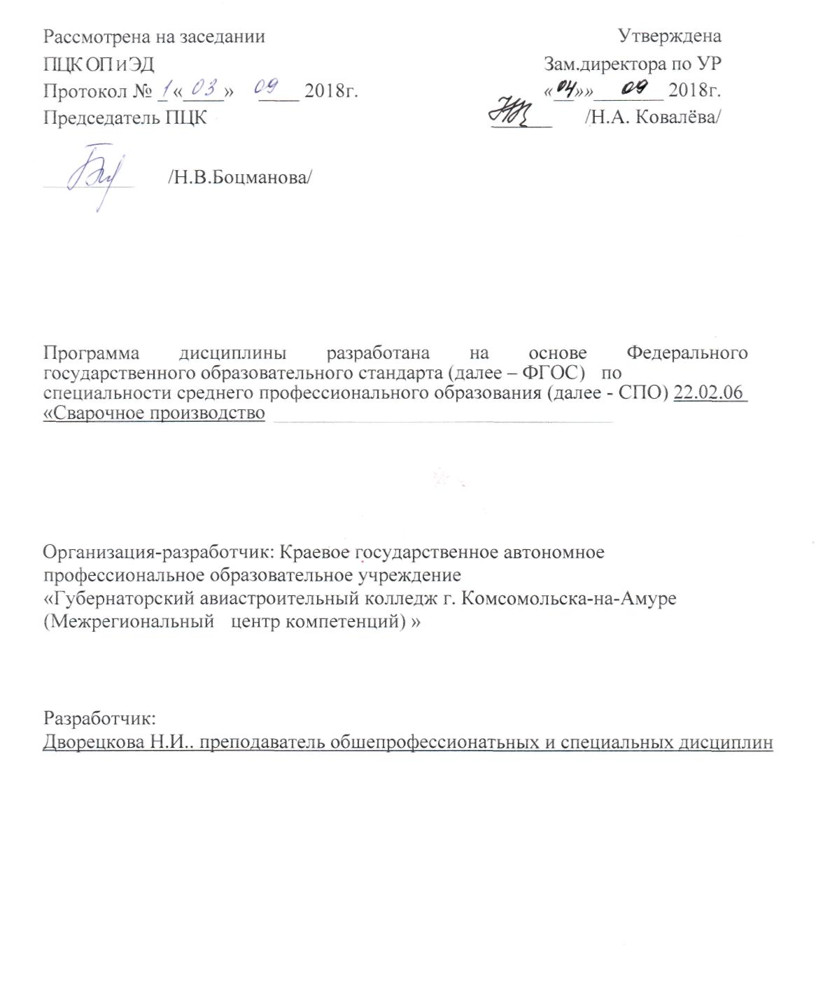 Рассмотрена на заседании
ПЦК ОП и ЭД
Протокол № 1 « 03 » 09 2018г.
Председатель ПЦК
/Н.В.Боцманова/
Утверждена
Зам.директора по УР
«04»» 09 2018г.
/Н.А. Ковалёва/
Программа дисциплины разработана на основе Федерального
государственного образовательного стандарта (далее – ФГОС) по
специальности среднего профессионального образования (далее - СПО) 22.02.06
«Сварочное производство
Организация-разработчик: Краевое государственное автономное
профессиональное образовательное учреждение
«Губернаторский авиастроительный колледж г. Комсомольска-на-Амуре
(Межрегиональный центр компетенций) »
Разработчик:
Дворецкова Н.И.. преподаватель обшепрофессионатьных и специальных дисциплин